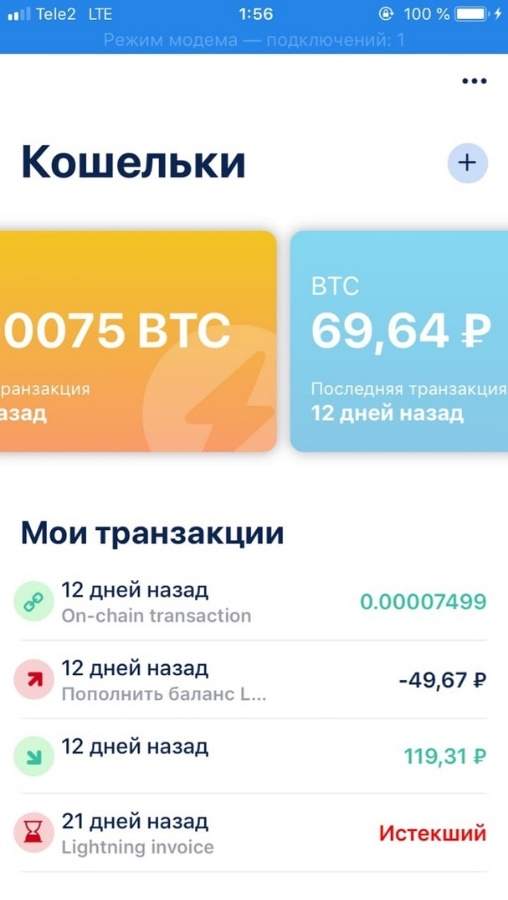 Tele2 LTE 1:56 100 %
Режим модема — подключений: 1
Кошельки
0075 BTC
ранзакция
азад
BTC
69,64 ₽
Последняя транзакция
12 дней назад
Мои транзакции
12 дней назад
On-chain transaction
0.00007499
12 дней назад
Пополнить баланс L...
-49,67 ₽
12 дней назад
119,31 ₽
21 дней назад
Lightning invoice
Истекший